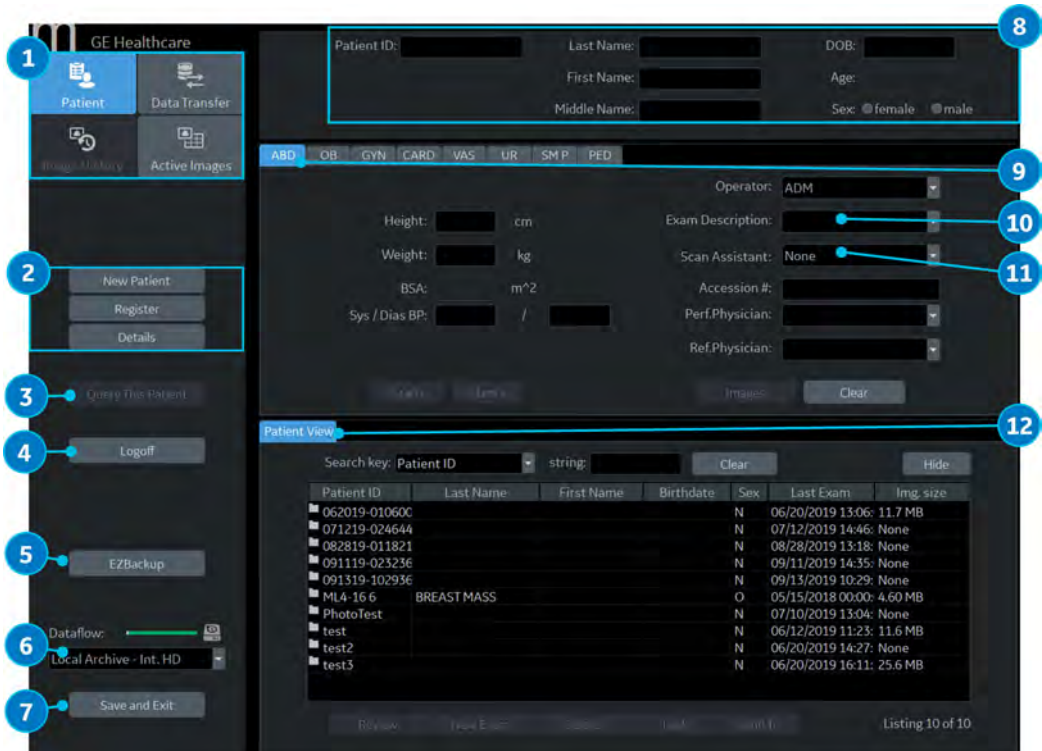 m
GE Healthcare
1
Patient
Data Transfer
Image History
Active Images
8
Patient ID:
Last Name:
DOB:
First Name:
Age:
Middle Name:
Sex: female male
ABD OB GYN CARD VAS UR SM P PED
9
Operator: ADM
Height: cm
Exam Description:
10
Weight: kg
Scan Assistant: None
11
BSA: m^2
Accession #:
Sys / Dias BP: /
Perf.Physician:
Ref.Physician:
Images
Clear
2
New Patient
Register
Details
3
Query This Patient
4
Logoff
5
EZBackup
6
Dataflow:
Local Archive - Int. HD
7
Save and Exit
Patient View
12
Search key: Patient ID string: Clear Hide
Patient ID Last Name First Name Birthdate Sex Last Exam Img. size
062019-010600 N 06/20/2019 13:06: 11.7 MB
071219-024644 N 07/12/2019 14:46: None
082819-011821 N 08/28/2019 13:18: None
091119-023236 N 09/11/2019 14:35: None
091319-102936 N 09/13/2019 10:29: None
ML4-16 6 BREAST MASS O 05/15/2018 00:00: 4.60 MB
PhotoTest N 07/10/2019 13:04: None
test N 06/12/2019 11:23: 11.6 MB
test2 N 06/20/2019 14:27: None
test3 N 06/20/2019 16:11: 25.6 MB
Review New Exam
Listing 10 of 10